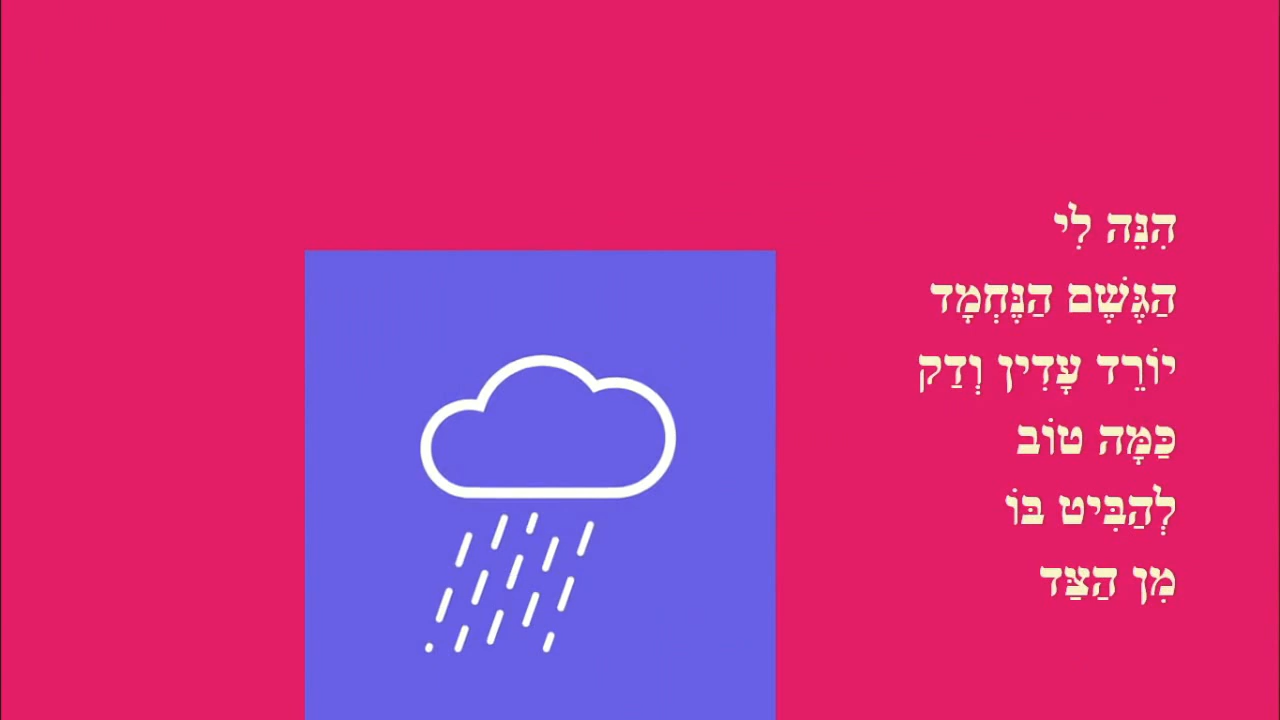 הִנֵּה לִי
הַגֶּשֶׁם הַנֶּחְמָד
יוֹרֵד עָדִין וְדַק
כַּמָּה טוֹב
לְהַבִּיט בּוֹ
מִן הַצַּד